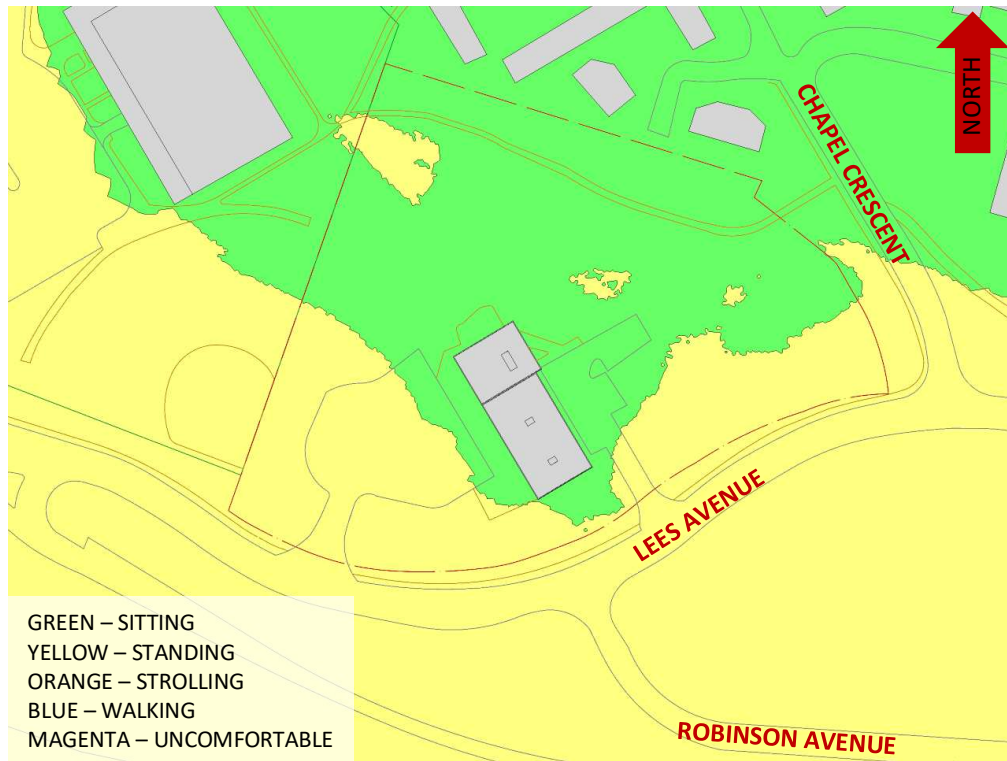 NORTH
CHAPEL CRESCENT
LEES AVENUE
GREEN – SITTING
YELLOW – STANDING
ORANGE – STROLLING
BLUE – WALKING
MAGENTA – UNCOMFORTABLE
ROBINSON AVENUE